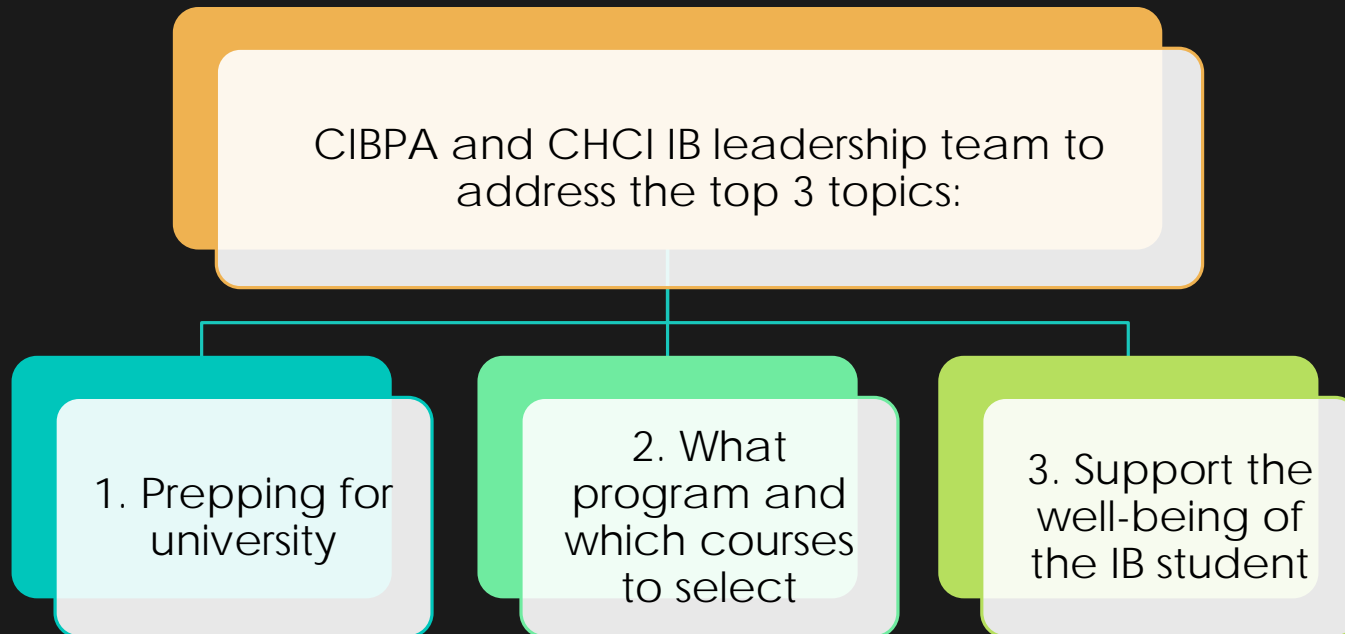 CIBPA and CHCI IB leadership team to
address the top 3 topics:
1. Prepping for
university
2. What
program and
which courses
to select
3. Support the
well-being of
the IB student